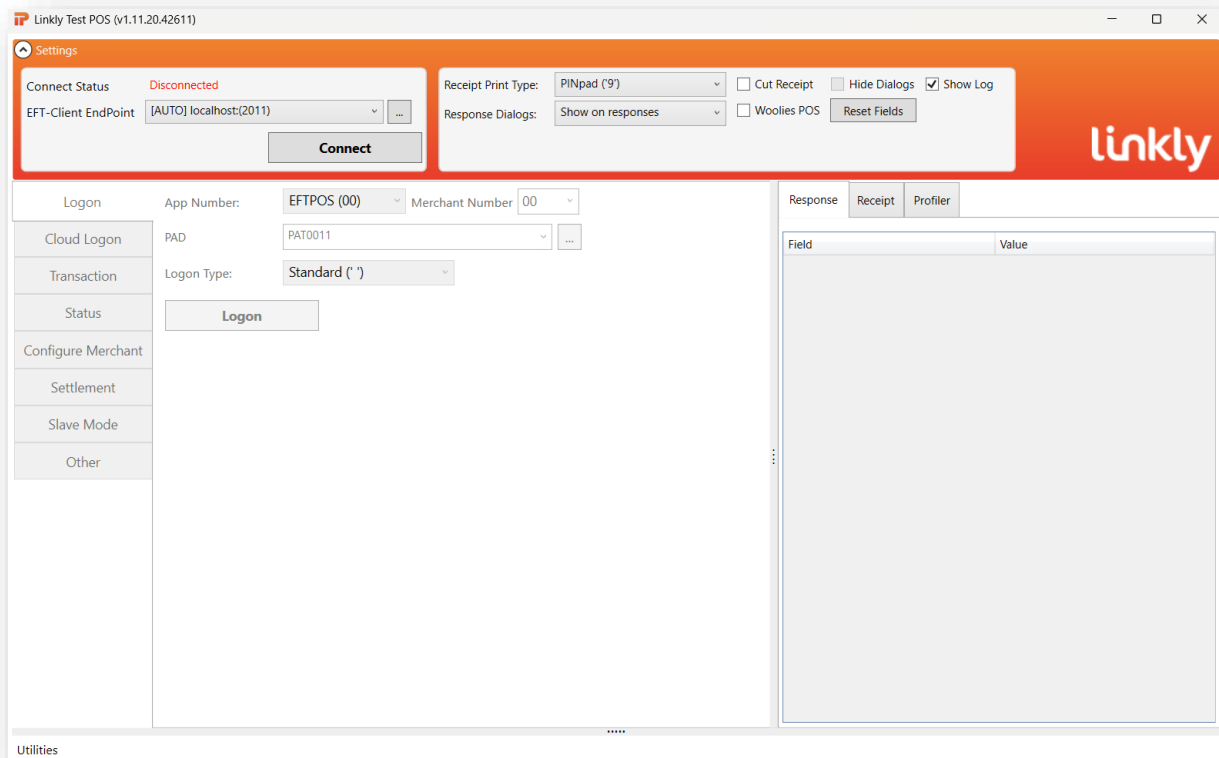 Linkly Test POS (v1.11.20.42611)
Settings
Connect Status Disconnected
EFT-Client EndPoint [AUTO] localhost:(2011) ...
Connect
Receipt Print Type: PINpad ('9') Cut Receipt Hide Dialogs Show Log
Response Dialogs: Show on responses Woolies POS Reset Fields
linkly
Logon
Cloud Logon
Transaction
Status
Configure Merchant
Settlement
Slave Mode
Other
App Number: EFTPOS (00) Merchant Number 00
PAD PAT0011 ...
Logon Type: Standard (' ')
Logon
Response Receipt Profiler
Field Value
Utilities